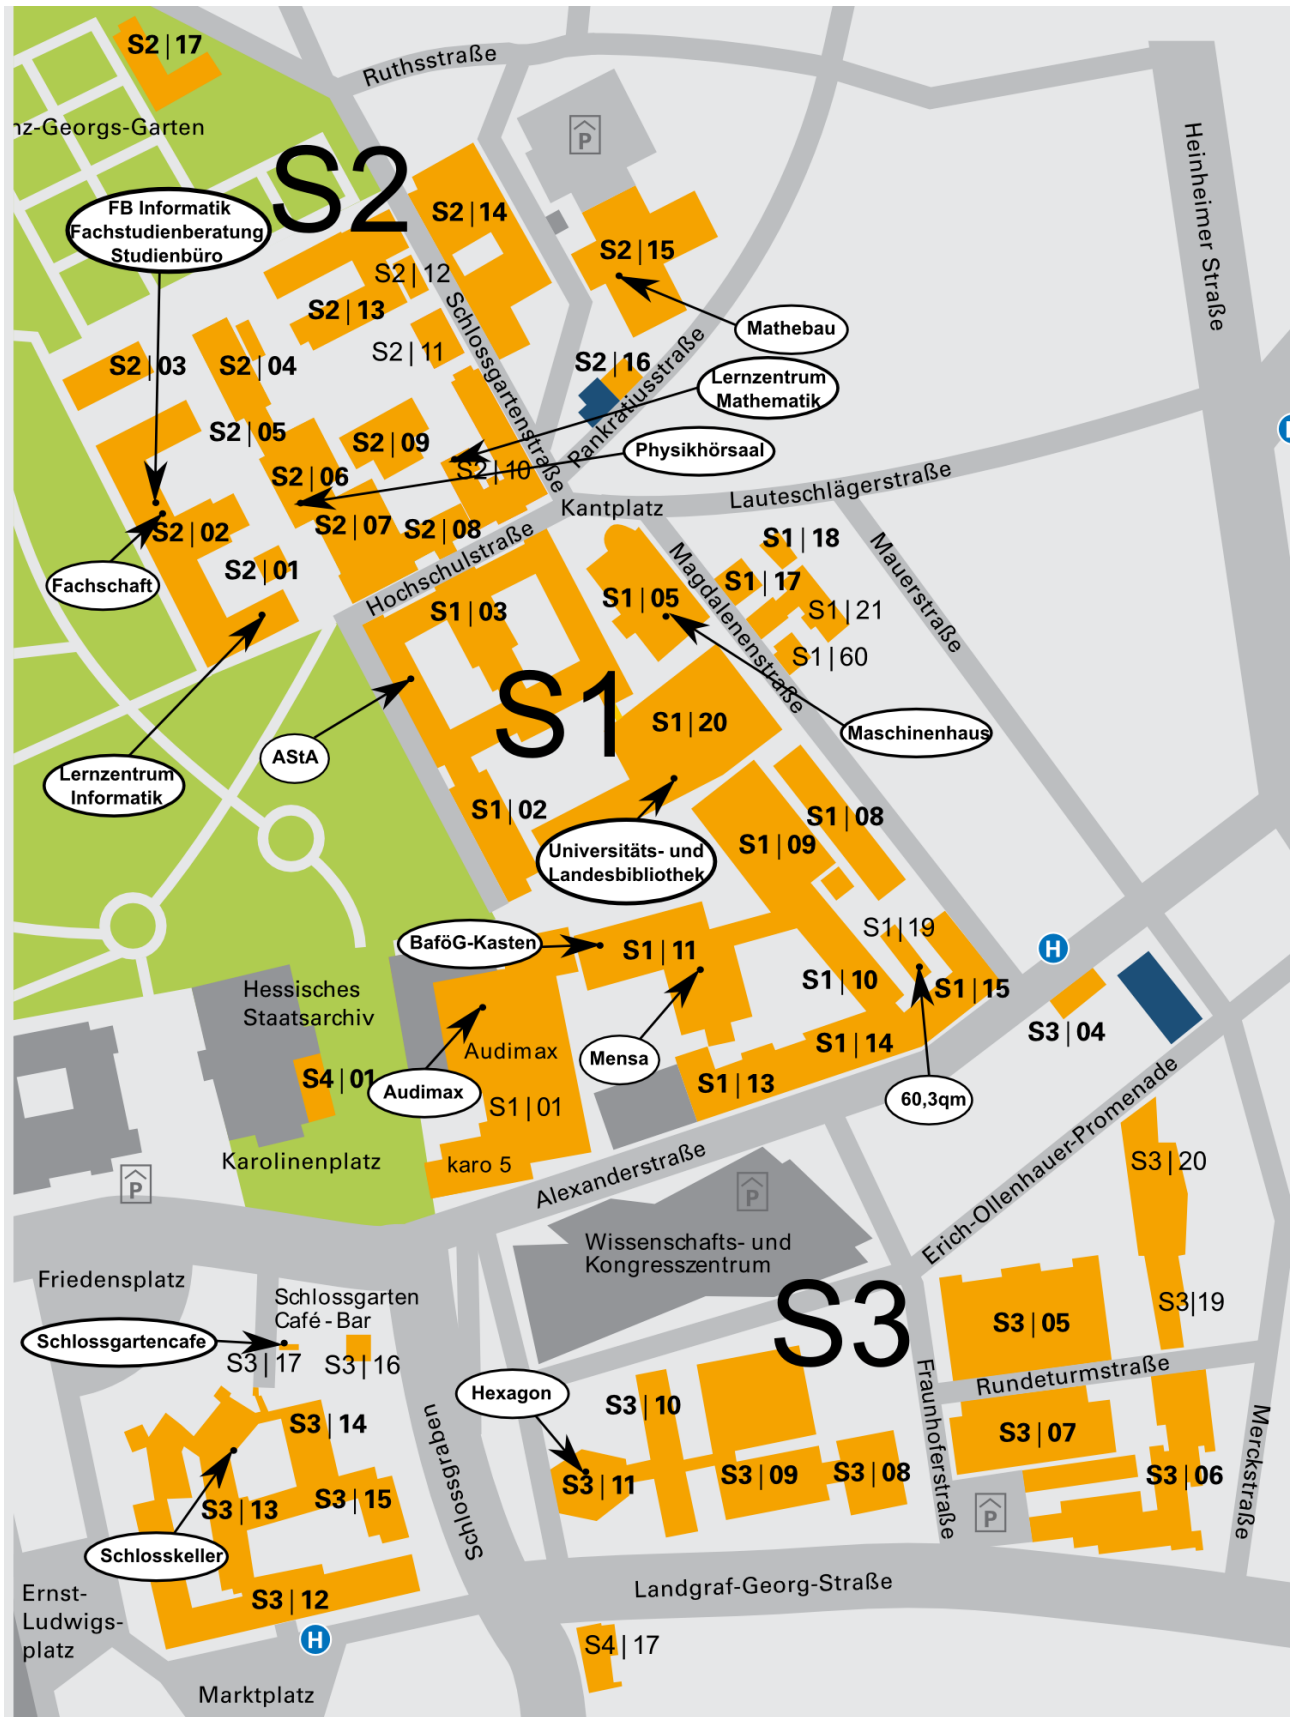 S2|17
Ruthsstraße
nz-Georgs-Garten
P
Heinheimer Straße
S2
FB Informatik
Fachstudienberatung
Studienbüro
S2|14
S2|15
S2|12
S2|13
Schlossgartenstraße
Mathebau
S2|11
S2|03
S2|04
S2|16
Pankratiusstraße
Lernzentrum
Mathematik
S2|05
S2|09
Physikhörsaal
S2|06
S2|10
Lauteschlägerstraße
Kantplatz
S2|02
S2|07
S2|08
S1|18
Mauerstraße
Hochschulstraße
Magdalenenstraße
S2|01
Fachschaft
S1|17
S1|03
S1|05
S1|21
S1|60
S1
S1|20
Maschinenhaus
AStA
Lernzentrum
Informatik
S1|02
S1|08
S1|09
Universitäts- und
Landesbibliothek
S1|19
BaföG-Kasten
S1|11
H
S1|10
S1|15
Hessisches
Staatsarchiv
S3|04
Audimax
S1|14
Mensa
S4|01
Audimax
S1|13
60,3qm
S1|01
Karolinenplatz
karo 5
P
Alexanderstraße
P
S3|20
Erich-Ollenhauer-Promenade
Wissenschafts- und
Kongresszentrum
Friedensplatz
Schlossgarten
Café-Bar
S3|19
S3
S3|05
Schlossgartencafe
S3|17
S3|16
Rundeturmstraße
Fraunhoferstraße
Hexagon
S3|10
S3|14
Schlossgraben
S3|07
Merckstraße
S3|11
S3|09
S3|08
S3|06
S3|13
S3|15
P
Schlosskeller
Ernst-
Ludwigs-
platz
S3|12
Landgraf-Georg-Straße
H
S4|17
Marktplatz